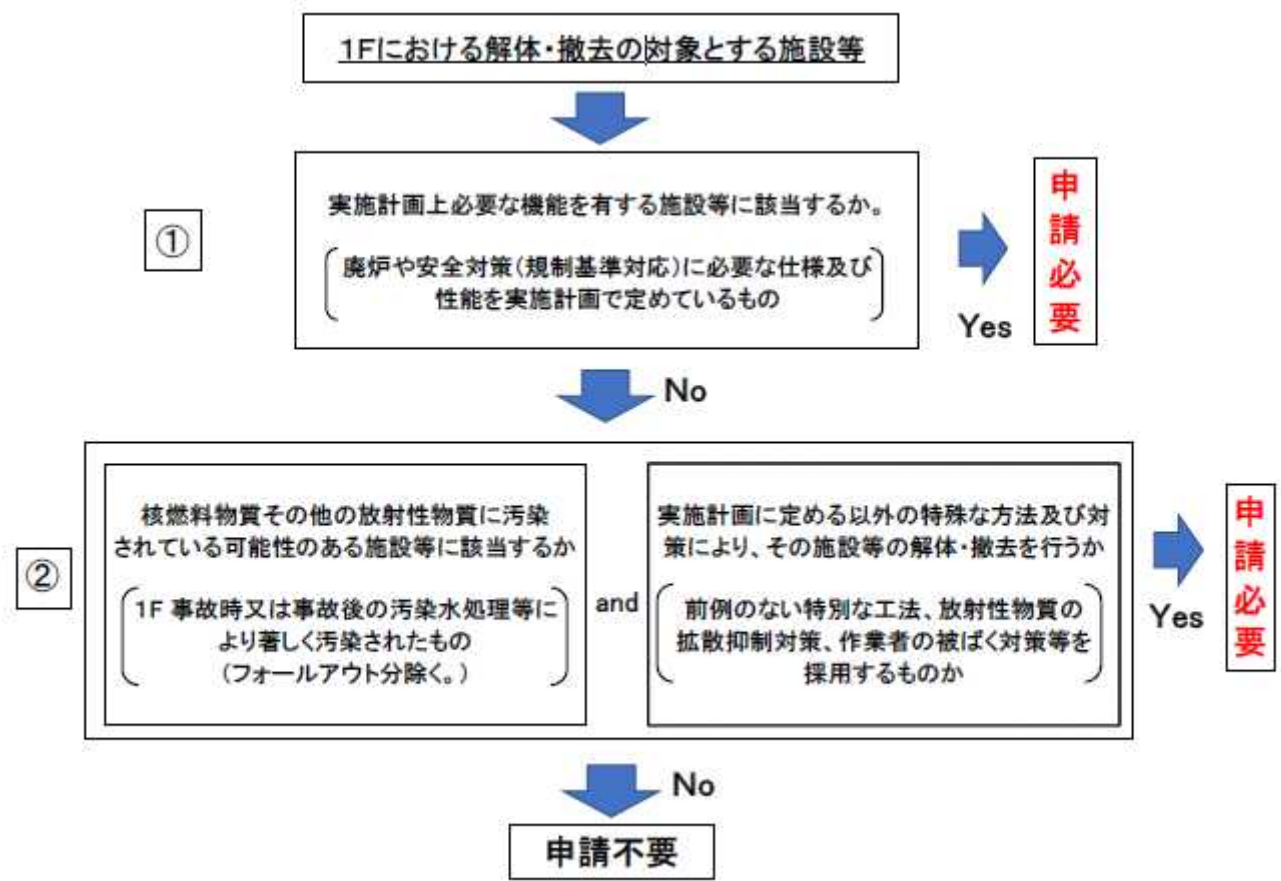 1Fにおける解体・撤去の対象とする施設等
①
実施計画上必要な機能を有する施設等に該当するか。
廃炉や安全対策(規制基準対応)に必要な仕様及び
性能を実施計画で定めているもの
Yes
申請必要
No
②
核燃料物質その他の放射性物質に汚染
されている可能性のある施設等に該当するか
1F 事故時又は事故後の汚染水処理等に
より著しく汚染されたもの
(フォールアウト分除く。)
and
実施計画に定める以外の特殊な方法及び対
策により、その施設等の解体・撤去を行うか
前例のない特別な工法、放射性物質の
拡散抑制対策、作業者の被ばく対策等を
採用するものか
Yes
申請必要
No
申請不要